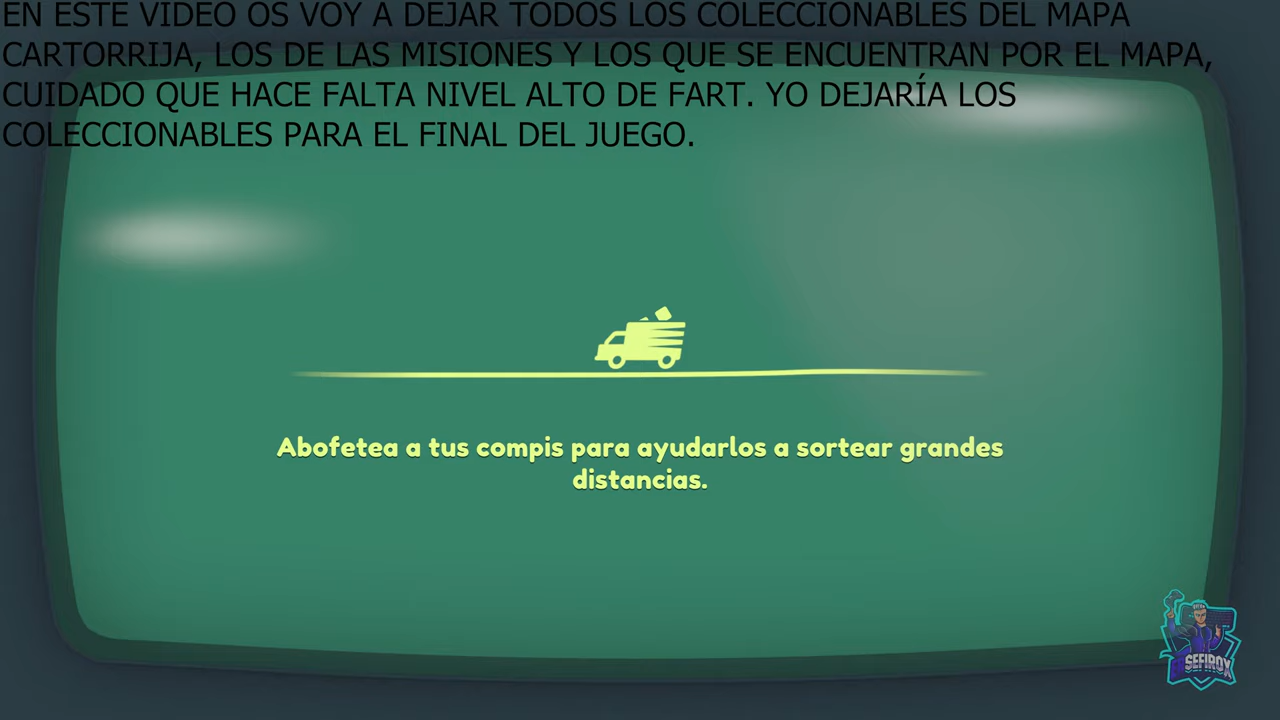 EN ESTE VIDEO OS VOY A DEJAR TODOS LOS COLECCIONABLES DEL MAPA
CARTORRIJA, LOS DE LAS MISIONES Y LOS QUE SE ENCUENTRAN POR EL MAPA,
CUIDADO QUE HACE FALTA NIVEL ALTO DE FART. YO DEJARÍA LOS
COLECCIONABLES PARA EL FINAL DEL JUEGO.
Abofetea a tus compis para ayudarlos a sortear grandes
distancias.
SEFIROX